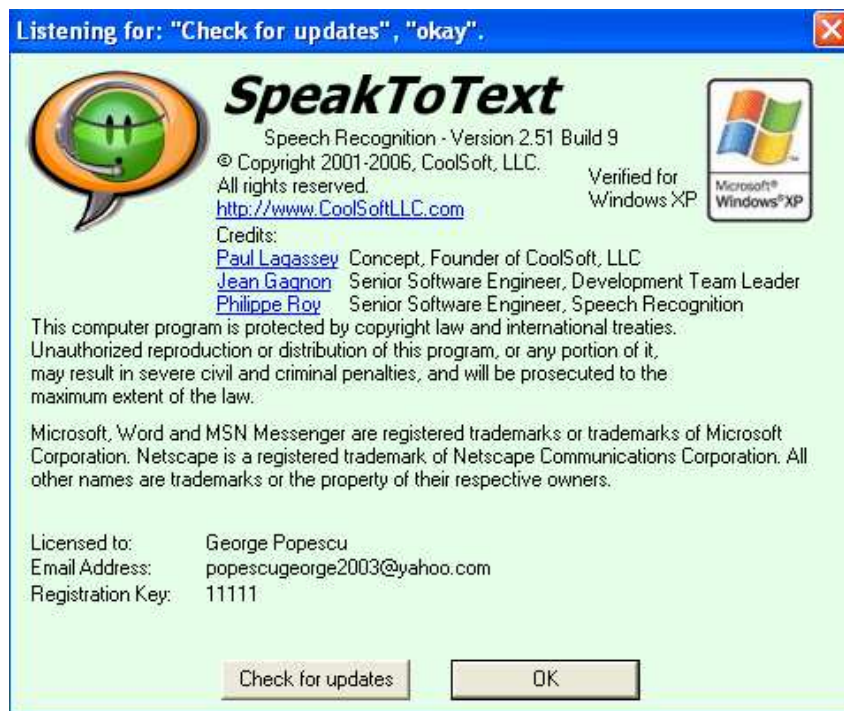 Listening for: "Check for updates", "okay".
SpeakToText
Speech Recognition - Version 2.51 Build 9
© Copyright 2001-2006, CoolSoft, LLC.
All rights reserved.
http://www.CoolSoftLLC.com
Verified for
Windows XP
Microsoft®
Windows®XP
Credits:
Paul Lagassey Concept, Founder of CoolSoft, LLC
Jean Gagnon Senior Software Engineer, Development Team Leader
Philippe Roy Senior Software Engineer, Speech Recognition
This computer program is protected by copyright law and international treaties.
Unauthorized reproduction or distribution of this program, or any portion of it,
may result in severe civil and criminal penalties, and will be prosecuted to the
maximum extent of the law.
Microsoft, Word and MSN Messenger are registered trademarks or trademarks of Microsoft
Corporation. Netscape is a registered trademark of Netscape Communications Corporation. All
other names are trademarks or the property of their respective owners.
Licensed to: George Popescu
Email Address: popescugeorge2003@yahoo.com
Registration Key: 11111
Check for updates OK